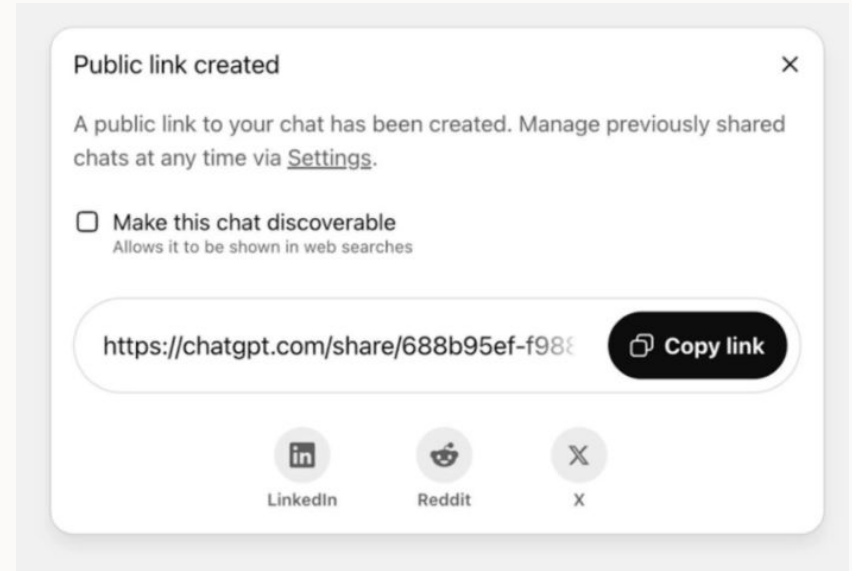 Public link created
A public link to your chat has been created. Manage previously shared
chats at any time via Settings.
Make this chat discoverable
Allows it to be shown in web searches
https://chatgpt.com/share/688b95ef-f988
Copy link
LinkedIn
Reddit
X